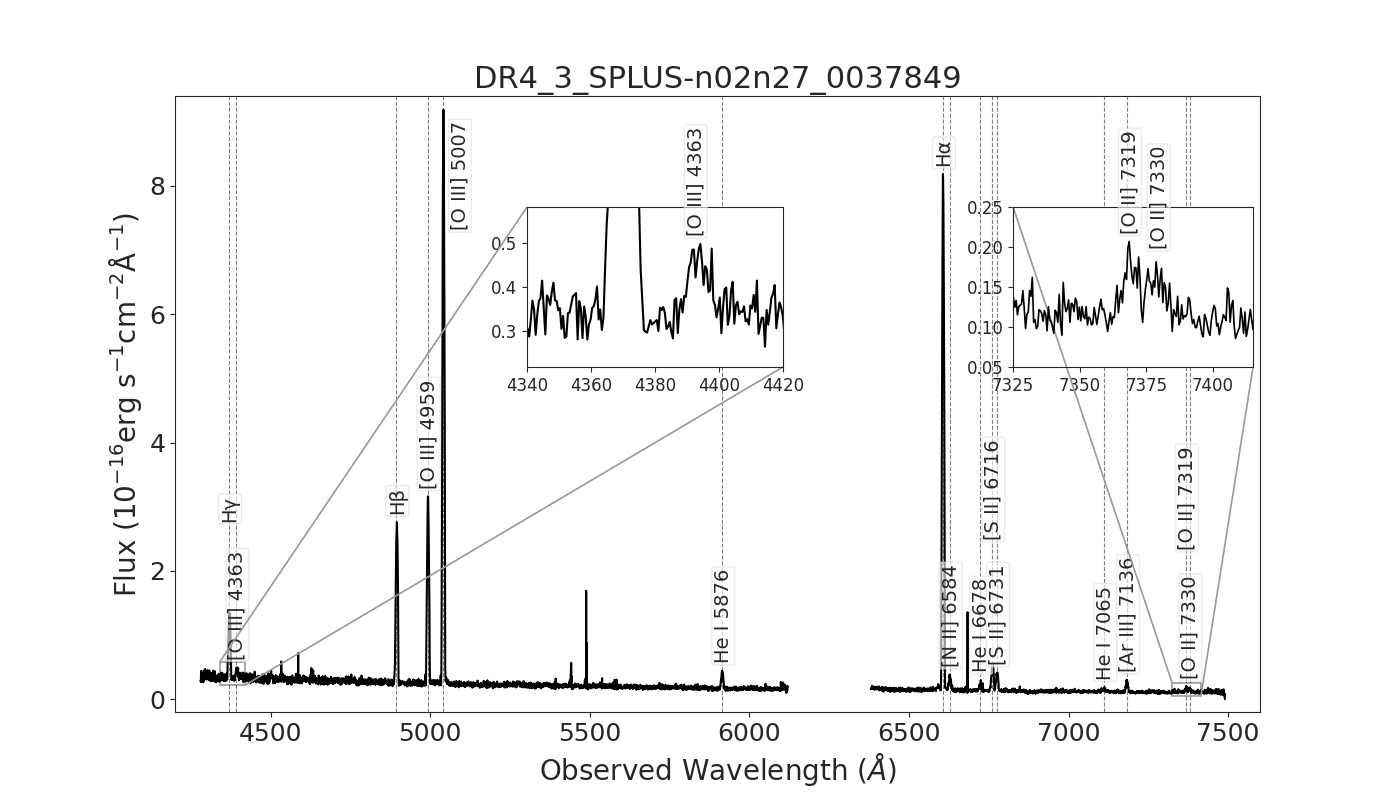 DR4_3_SPLUS-n02n27_0037849
Flux (10⁻¹⁶erg s⁻¹cm⁻²Å⁻¹)
8
6
4
2
0
Hγ
[O III] 4363
Hβ
[O III] 4959
[O III] 5007
He I 5876
Hα
[N II] 6584
He I 6678
[S II] 6716
[S II] 6731
He I 7065
[Ar III] 7136
[O II] 7319
[O II] 7330
[O III] 4363
0.5
0.4
0.3
4340 4360 4380 4400 4420
[O II] 7319
[O II] 7330
0.25
0.20
0.15
0.10
0.05
7325 7350 7375 7400
4500 5000 5500 6000 6500 7000 7500
Observed Wavelength (Å)